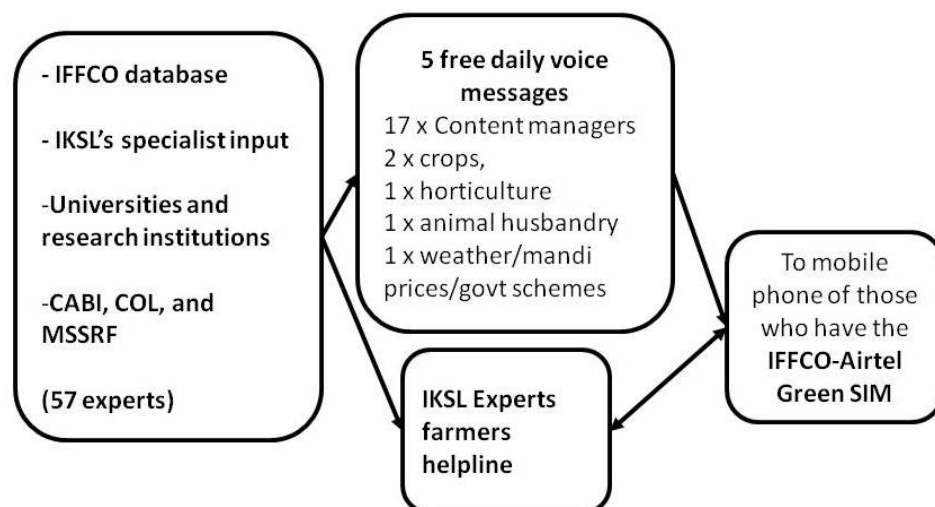 - IFFCO database
- IKSL's specialist input
-Universities and
research institutions
-CABI, COL, and
MSSRF
(57 experts)
5 free daily voice
messages
17 x Content managers
2 x crops,
1 x horticulture
1 x animal husbandry
1 x weather/mandi
prices/govt schemes
IKSL Experts
farmers
helpline
To mobile
phone of those
who have the
IFFCO-Airtel
Green SIM